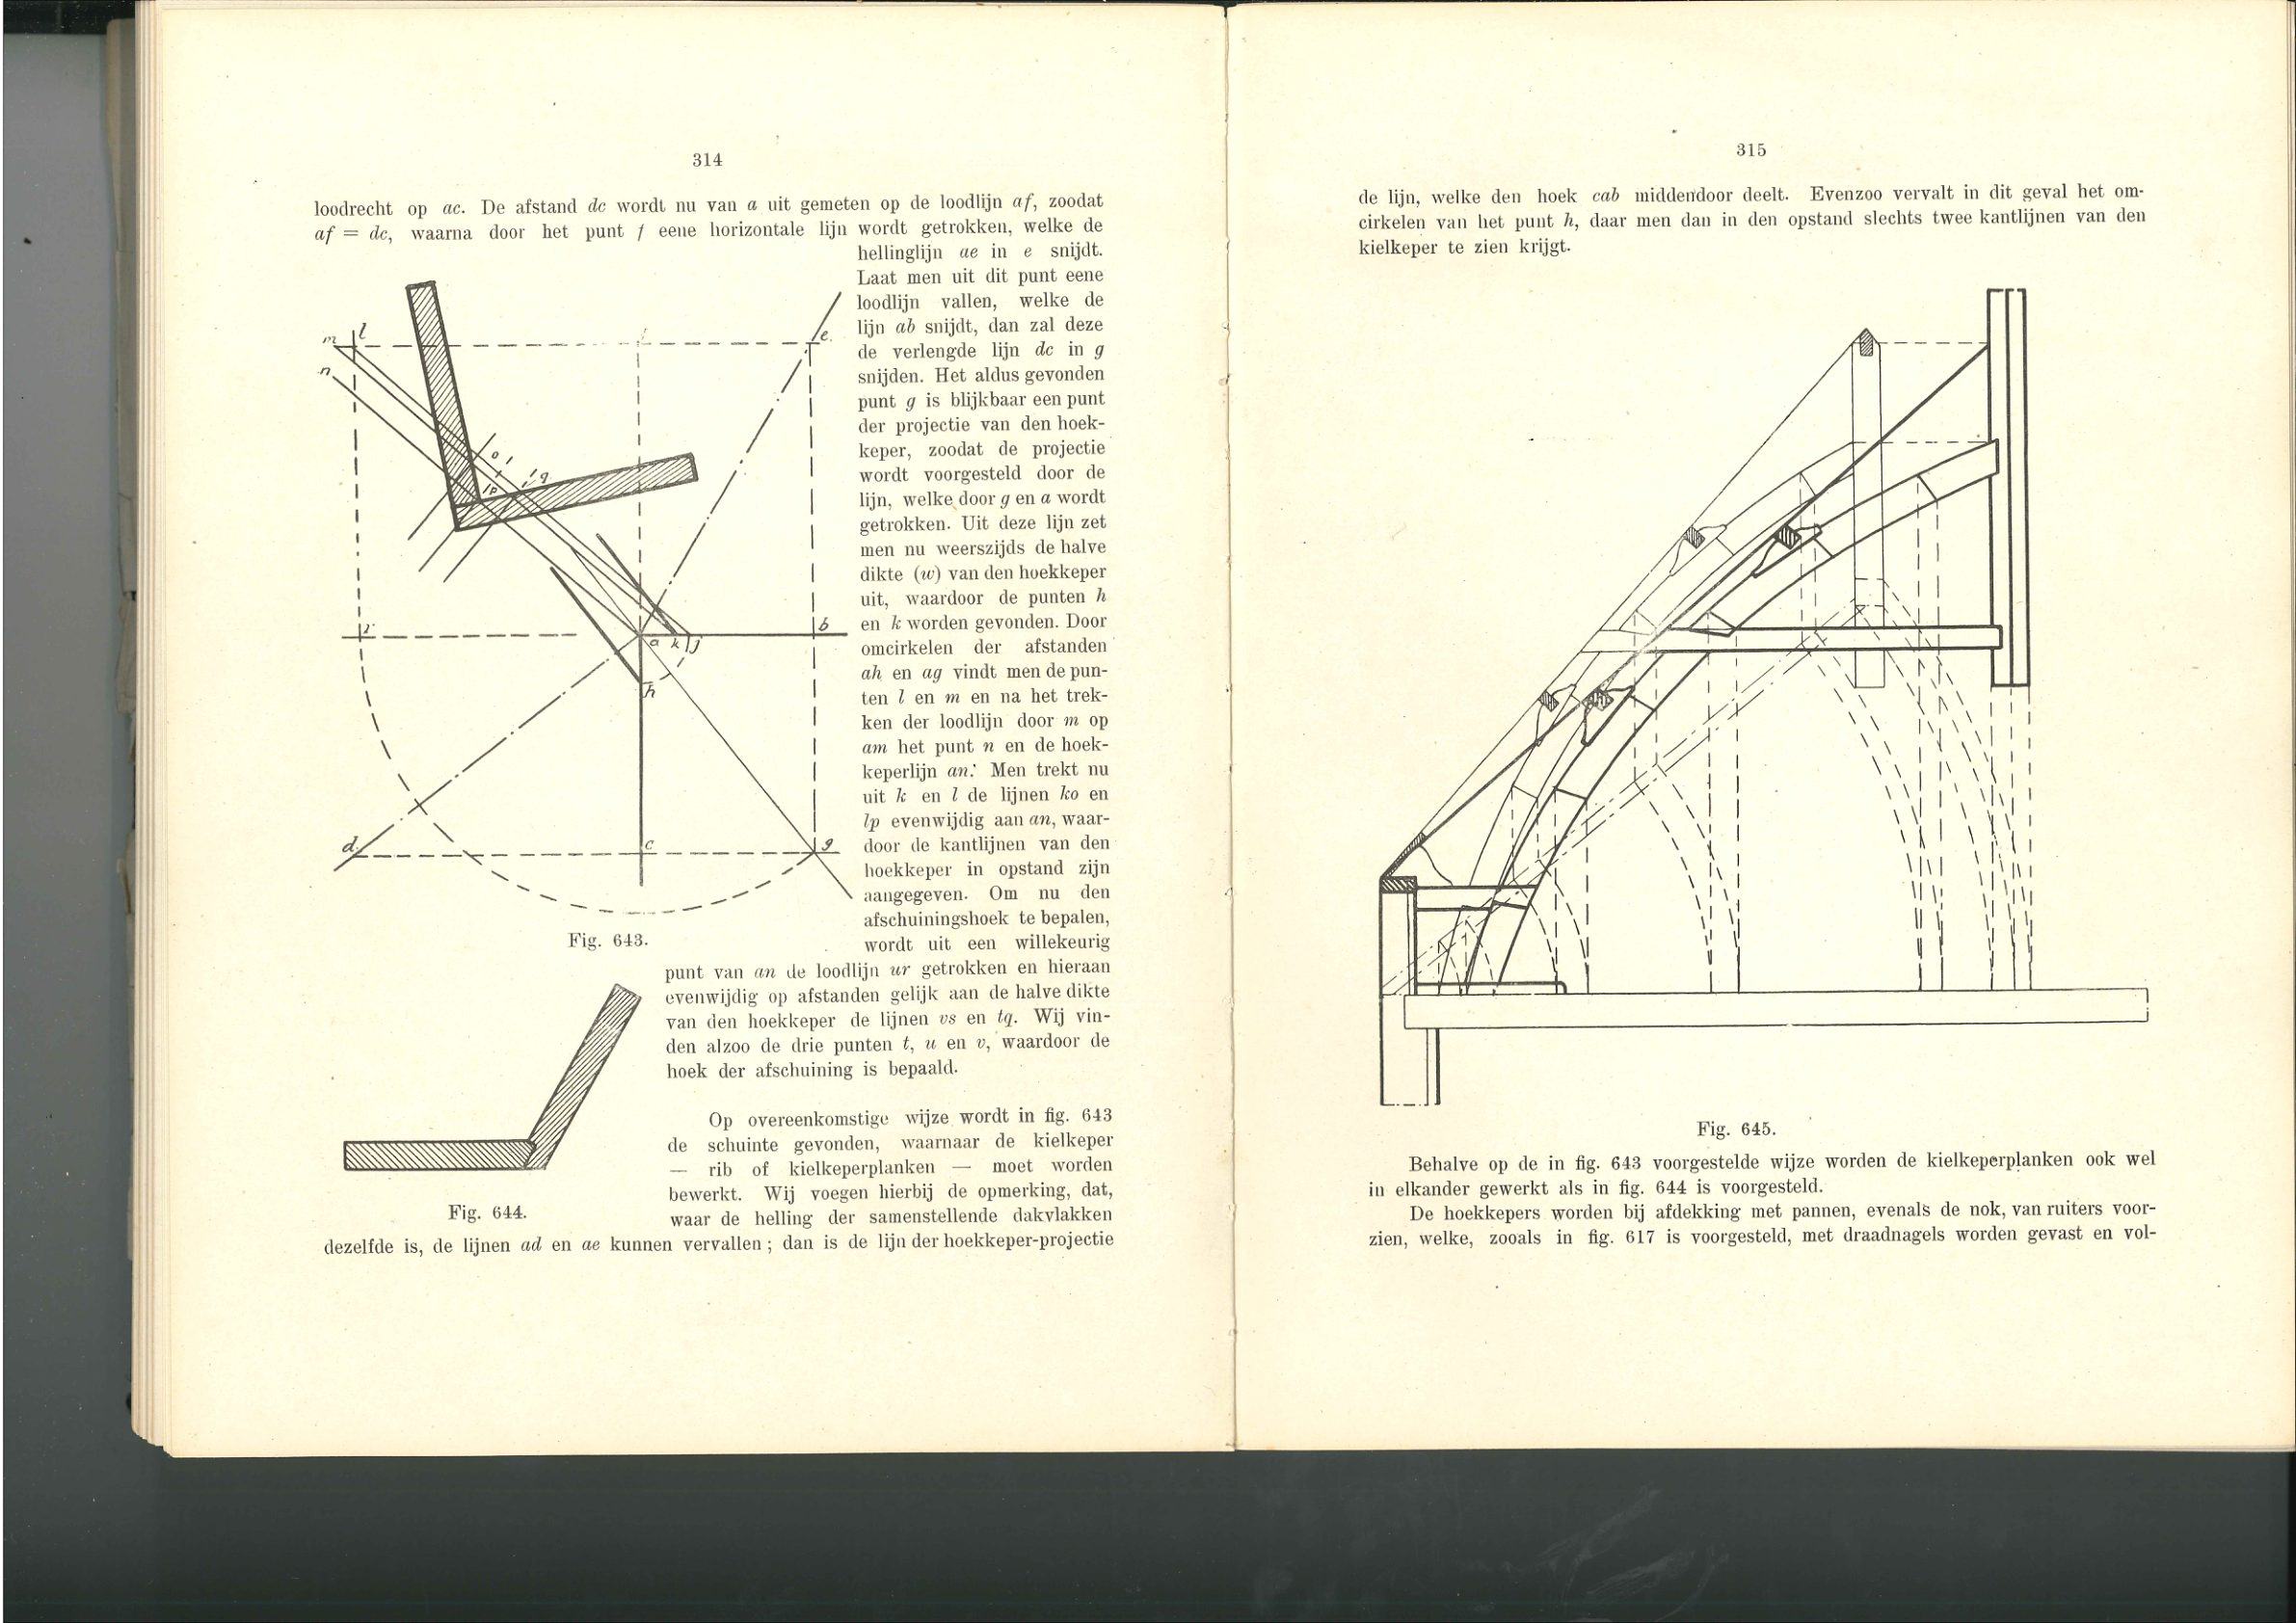 314
loodrecht op ac. De afstand dc wordt nu van a uit gemeten op de loodlijn af, zoodat
af = dc, waarna door het punt f eene horizontale lijn wordt getrokken, welke de
hellinglijn ae in e snijdt.
Laat men uit dit punt eene
loodlijn vallen, welke de
lijn ab snijdt, dan zal deze
de verlengde lijn dc in g
snijden. Het aldus gevonden
punt g is blijkbaar een punt
der projectie van den hoek-
keper, zoodat de projectie
wordt voorgesteld door de
lijn, welke door g en a wordt
getrokken. Uit deze lijn zet
men nu weerszijds de halve
dikte (w) van den hoekkeper
uit, waardoor de punten h
en k worden gevonden. Door
omcirkelen der afstanden
ah en ag vindt men de pun-
ten l en m en na het trek-
ken der loodlijn door m op
am het punt n en de hoek-
keperlijn an. Men trekt nu
uit k en l de lijnen ko en
lp evenwijdig aan an, waar-
door de kantlijnen van den
hoekkeper in opstand zijn
aangegeven. Om nu den
afschuiningshoek te bepalen,
wordt uit een willekeurig
punt van an de loodlijn ur getrokken en hieraan
evenwijdig op afstanden gelijk aan de halve dikte
van den hoekkeper de lijnen vs en tq. Wij vin-
den alzoo de drie punten t, u en v, waardoor de
hoek der afschuining is bepaald.
m l e.
n
o
p q
i a k j b
h
d. c g
Fig. 643.
Op overeenkomstige wijze wordt in fig. 643
de schuinte gevonden, waarnaar de kielkeper
— rib of kielkeperplanken — moet worden
bewerkt. Wij voegen hierbij de opmerking, dat,
waar de helling der samenstellende dakvlakken
dezelfde is, de lijnen ad en ae kunnen vervallen; dan is de lijn der hoekkeper-projectie
Fig. 644.
315
de lijn, welke den hoek cab middendoor deelt. Evenzoo vervalt in dit geval het om-
cirkelen van het punt h, daar men dan in den opstand slechts twee kantlijnen van den
kielkeper te zien krijgt.
Fig. 645.
Behalve op de in fig. 643 voorgestelde wijze worden de kielkeperplanken ook wel
in elkander gewerkt als in fig. 644 is voorgesteld.
De hoekkepers worden bij afdekking met pannen, evenals de nok, van ruiters voor-
zien, welke, zooals in fig. 617 is voorgesteld, met draadnagels worden gevast en vol-